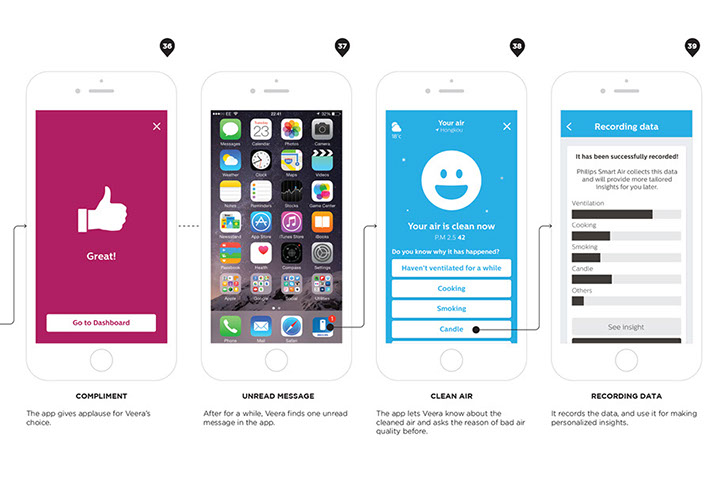 36
37
38
39
Great!
Go to Dashboard
EE
22:41
32%
Messages
Tuesday
23
Calendar
Photos
Camera
Weather
Clock
Maps
Videos
Notes
Reminders
Stocks
Game Center
Newsstand
App Store
iTunes Store
iBooks
Passbook
Health
Compass
Settings
Apple
Google
Social
Utilities
1
Phone
Mail
Safari
Your air
Hongkou
18°C
Your air is clean now
P.M 2.5 42
Do you know why it has happened?
Haven't ventilated for a while
Cooking
Smoking
Candle
Recording data
It has been successfully recorded!
Philips Smart Air collects this data
and will provide more tailored
insights for you later.
Ventilation
Cooking
Smoking
Candle
Others
See insight
COMPLIMENT
The app gives applause for Veera's
choice.
UNREAD MESSAGE
After for a while, Veera finds one unread
message in the app.
CLEAN AIR
The app lets Veera know about the
cleaned air and asks the reason of bad air
quality before.
RECORDING DATA
It records the data, and use it for making
personalized insights.